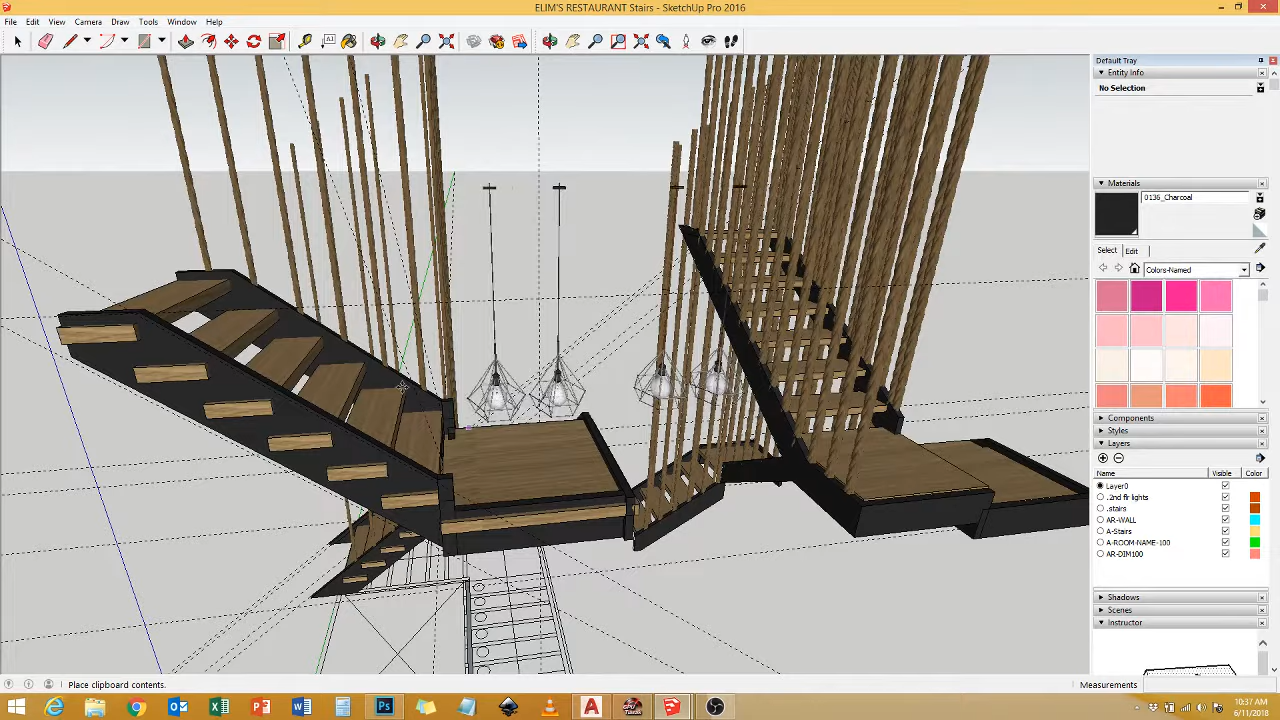 ELIM'S RESTAURANT Stairs - SketchUp Pro 2016
File Edit View Camera Draw Tools Window Help
Default Tray
Entity Info
No Selection
Materials
0136_Charcoal
Select Edit
Colors-Named
Components
Styles
Layers
Name Visible Color
Layer0
.2nd flr lights
.stairs
AR-WALL
A-Stairs
A-ROOM-NAME-100
AR-DIM100
Shadows
Scenes
Instructor
Place clipboard contents.
Measurements
10:37 AM
6/11/2018